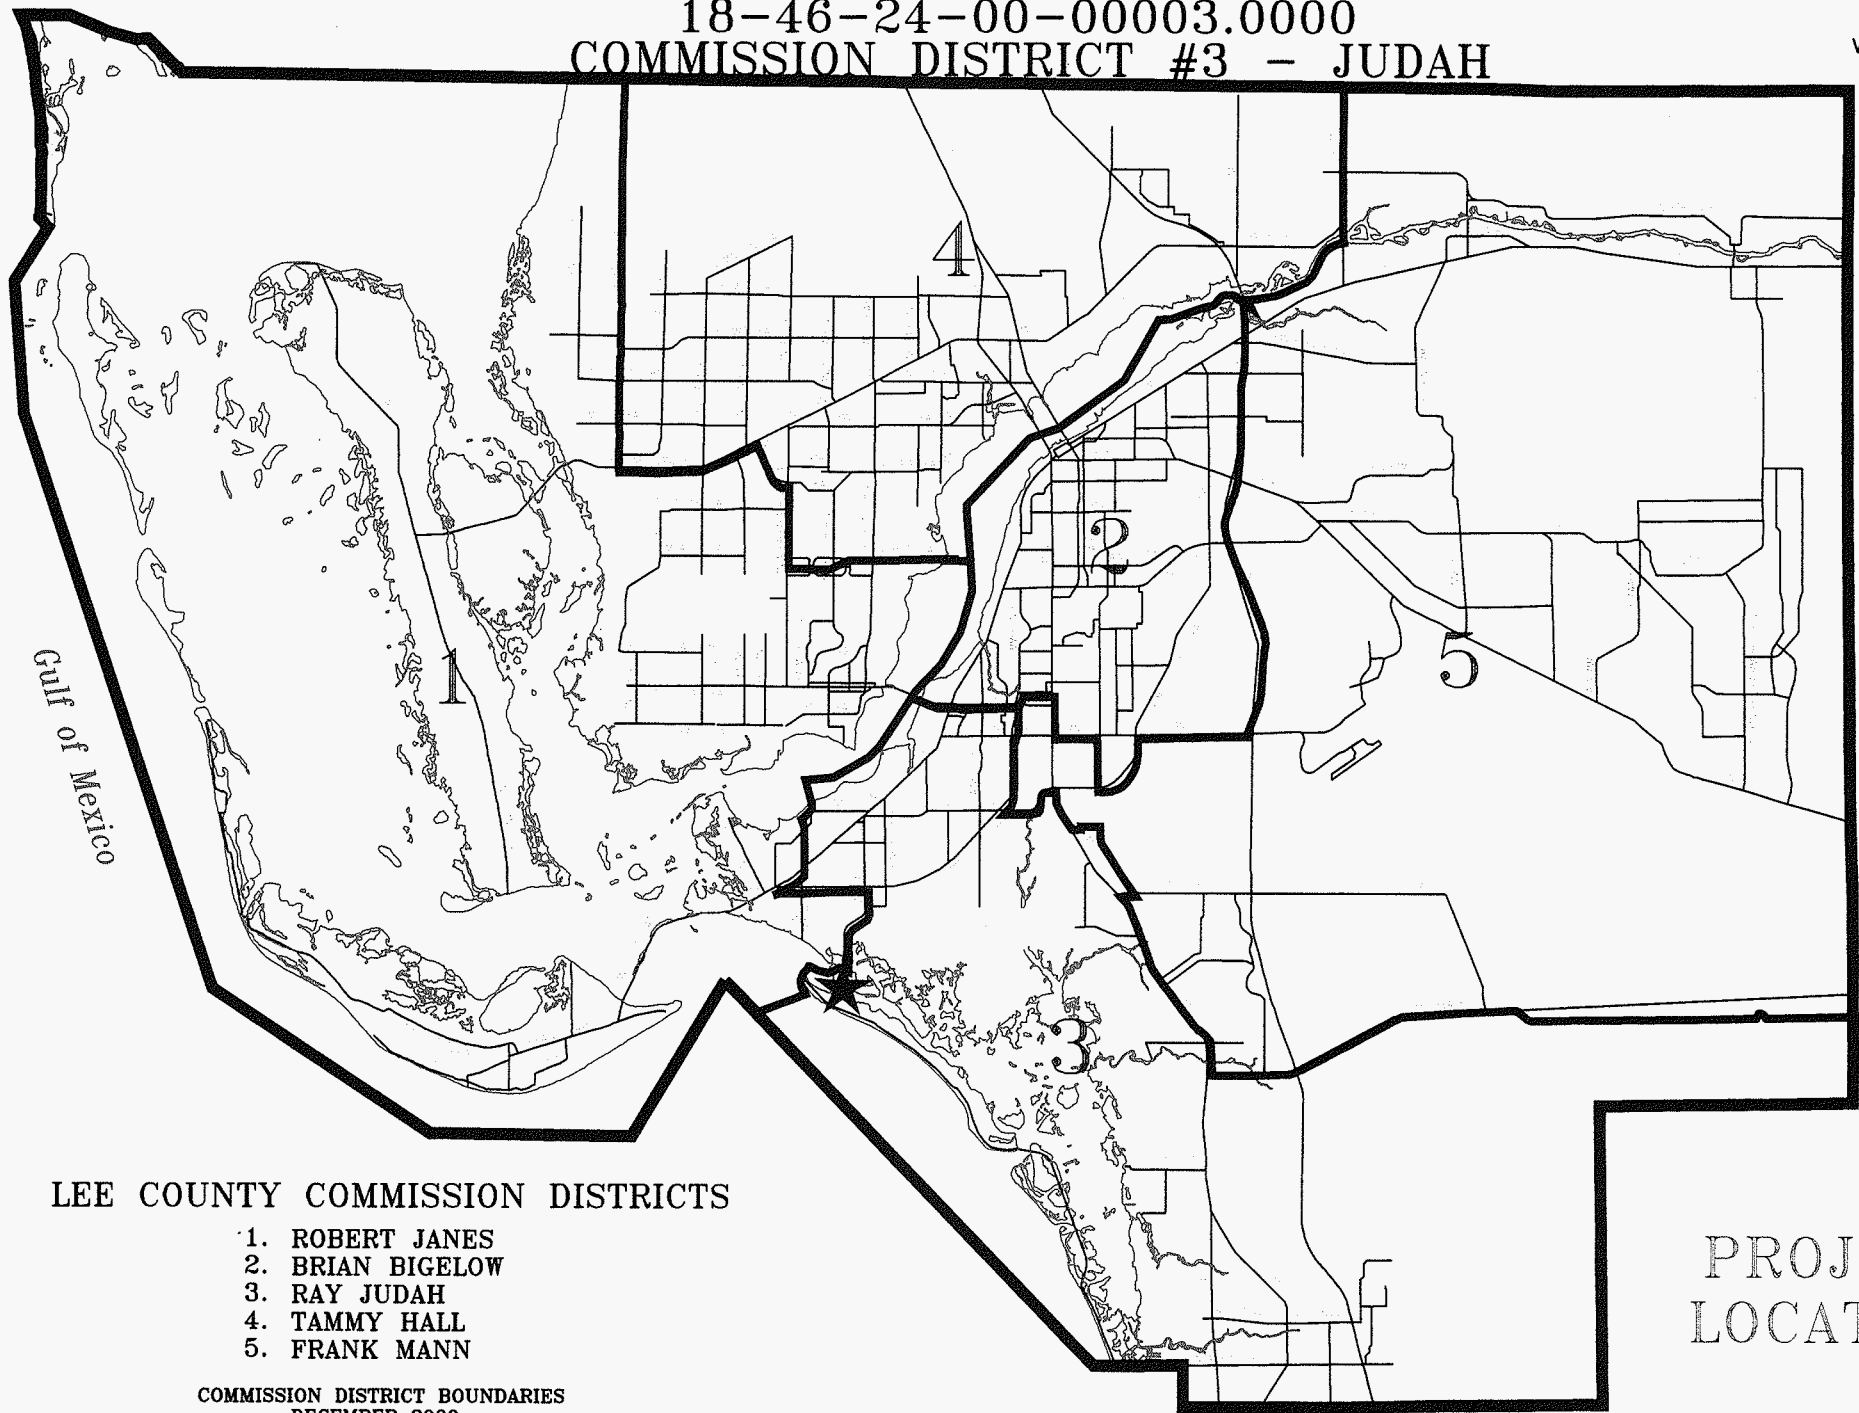 18-46-24-00-00003.0000
COMMISSION DISTRICT #3 - JUDAH
4
2
5
1
Gulf of Mexico
3
LEE COUNTY COMMISSION DISTRICTS
1. ROBERT JANES
2. BRIAN BIGELOW
3. RAY JUDAH
4. TAMMY HALL
5. FRANK MANN
PROJ
LOCAT
COMMISSION DISTRICT BOUNDARIES
DECEMBER